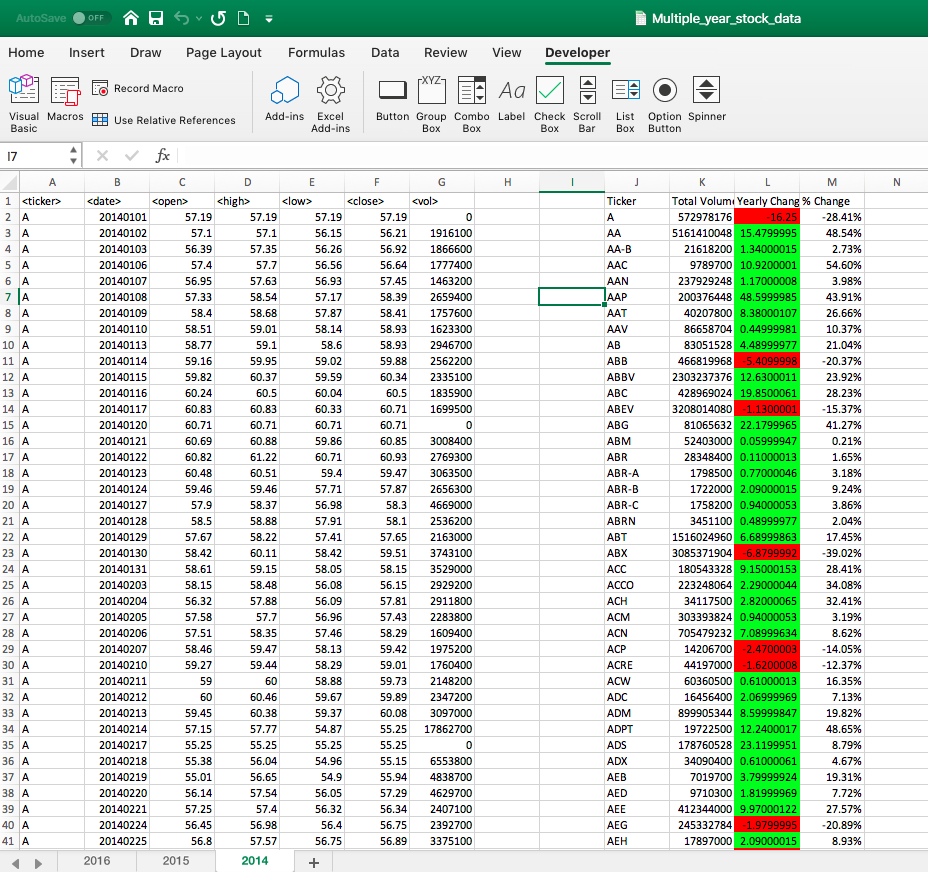 AutoSave OFF Multiple_year_stock_data
Home Insert Draw Page Layout Formulas Data Review View Developer
Visual Basic Macros Record Macro Use Relative References Add-ins Excel Add-ins Button Group Box Combo Box Label Check Box Scroll Bar List Box Option Button Spinner
XYZ Aa
I7 fx
A B C D E F G H I J K L M N
1 <ticker> <date> <open> <high> <low> <close> <vol> Ticker Total Volum Yearly Chang % Change
2 A 20140101 57.19 57.19 57.19 57.19 0 A 572978176 -16.25 -28.41%
3 A 20140102 57.1 57.1 56.15 56.21 1916100 AA 5161410048 15.4799995 48.54%
4 A 20140103 56.39 57.35 56.26 56.92 1866600 AA-B 21618200 1.34000015 2.73%
5 A 20140106 57.4 57.7 56.56 56.64 1777400 AAC 9789700 10.9200001 54.60%
6 A 20140107 56.95 57.63 56.93 57.45 1463200 AAN 237929248 1.17000008 3.98%
7 A 20140108 57.33 58.54 57.17 58.39 2659400 AAP 200376448 48.5999985 43.91%
8 A 20140109 58.4 58.68 57.87 58.41 1757600 AAT 40207800 8.38000107 26.66%
9 A 20140110 58.51 59.01 58.14 58.93 1623300 AAV 86658704 0.44999981 10.37%
10 A 20140113 58.77 59.1 58.6 58.93 2946700 AB 83051528 4.48999977 21.04%
11 A 20140114 59.16 59.95 59.02 59.88 2562200 ABB 466819968 -5.4099998 -20.37%
12 A 20140115 59.82 60.37 59.59 60.34 2335100 ABBV 2303237376 12.6300011 23.92%
13 A 20140116 60.24 60.5 60.04 60.5 1835900 ABC 428969024 19.8500061 28.23%
14 A 20140117 60.83 60.83 60.33 60.71 1699500 ABEV 3208014080 -1.1300001 -15.37%
15 A 20140120 60.71 60.71 60.71 60.71 0 ABG 81065632 22.1799965 41.27%
16 A 20140121 60.69 60.88 59.86 60.85 3008400 ABM 52403000 0.05999947 0.21%
17 A 20140122 60.82 61.22 60.71 60.93 2769300 ABR 28348400 0.11000013 1.65%
18 A 20140123 60.48 60.51 59.4 59.47 3063500 ABR-A 1798500 0.77000046 3.18%
19 A 20140124 59.46 59.46 57.71 57.87 2656300 ABR-B 1722000 2.09000015 9.24%
20 A 20140127 57.9 58.37 56.98 58.3 4669000 ABR-C 1758200 0.94000053 3.86%
21 A 20140128 58.5 58.88 57.91 58.1 2536200 ABRN 3451100 0.48999977 2.04%
22 A 20140129 57.67 58.22 57.41 57.65 2163000 ABT 1516024960 6.68999863 17.45%
23 A 20140130 58.42 60.11 58.42 59.51 3743100 ABX 3085371904 -6.8799992 -39.02%
24 A 20140131 58.61 59.15 58.05 58.15 3529000 ACC 180543328 9.15000153 28.41%
25 A 20140203 58.15 58.48 56.08 56.15 2929200 ACCO 223248064 2.29000044 34.08%
26 A 20140204 56.32 57.88 56.09 57.81 2911800 ACH 34117500 2.82000065 32.41%
27 A 20140205 57.58 57.7 56.96 57.43 2283800 ACM 303393824 0.94000053 3.19%
28 A 20140206 57.51 58.35 57.46 58.29 1609400 ACN 705479232 7.08999634 8.62%
29 A 20140207 58.46 59.47 58.13 59.42 1975200 ACP 14206700 -2.4700003 -14.05%
30 A 20140210 59.27 59.44 58.29 59.01 1760400 ACRE 44197000 -1.6200008 -12.37%
31 A 20140211 59 60 58.88 59.73 2148200 ACW 60360500 0.61000013 16.35%
32 A 20140212 60 60.46 59.67 59.89 2347200 ADC 16456400 2.06999969 7.13%
33 A 20140213 59.45 60.38 59.37 60.08 3097000 ADM 899905344 8.59999847 19.82%
34 A 20140214 57.15 57.77 54.87 55.25 17862700 ADPT 19722500 12.2400017 48.65%
35 A 20140217 55.25 55.25 55.25 55.25 0 ADS 178760528 23.1199951 8.79%
36 A 20140218 55.38 56.04 54.96 55.15 6553800 ADX 34090400 0.61000061 4.67%
37 A 20140219 55.01 56.65 54.9 55.94 4838700 AEB 7019700 3.79999924 19.31%
38 A 20140220 56.14 57.54 56.05 57.29 4629700 AED 9710300 1.81999969 7.72%
39 A 20140221 57.25 57.4 56.32 56.34 2407100 AEE 412344000 9.97000122 27.57%
40 A 20140224 56.45 56.98 56.4 56.75 2392700 AEG 245332784 -1.9799995 -20.89%
41 A 20140225 56.8 57.57 56.75 56.89 3375100 AEH 17897000 2.09000015 8.93%
2016 2015 2014 +